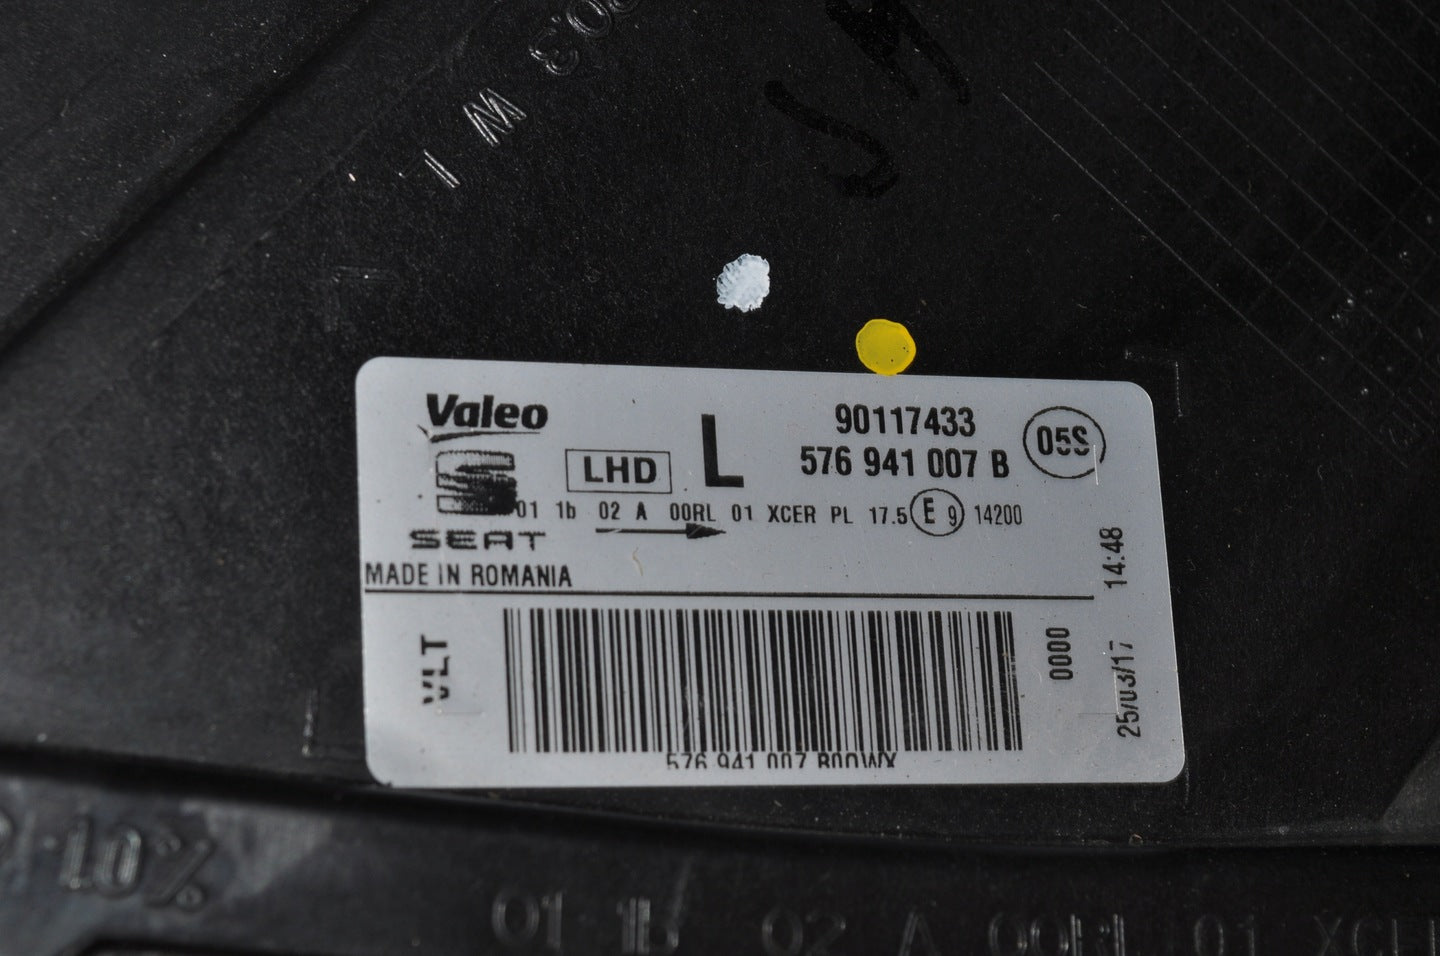 Valeo
LHD
L
90117433
576 941 007 B
05S
01 1b 02 A 00RL 01 XCER PL 17.5 E 9 14200
SEAT
MADE IN ROMANIA
14:48
25/03/17
0000
VLT
576 941 007 B00WX
01 1b 02 A 00RL 01